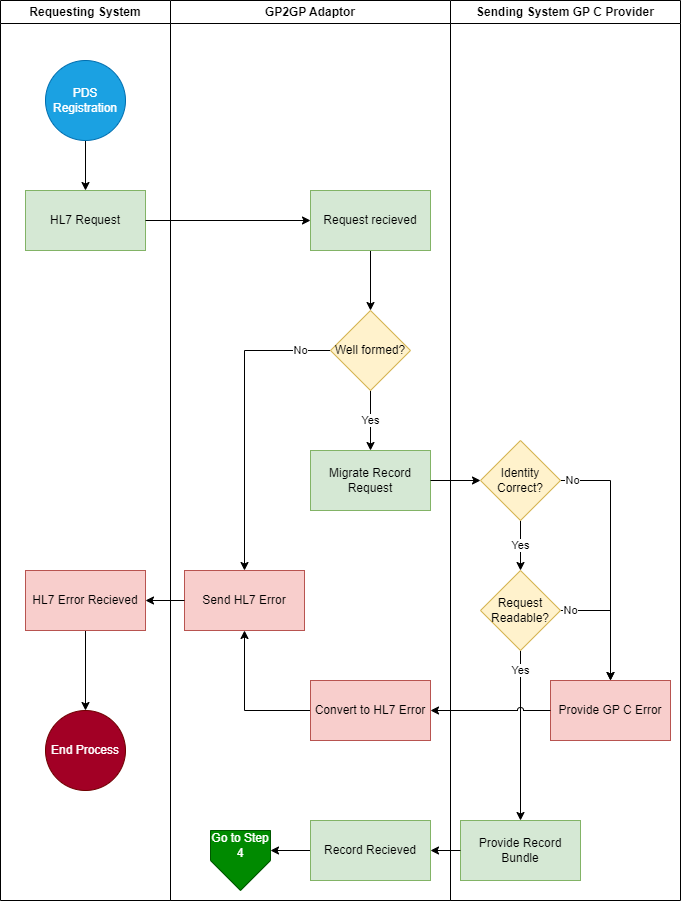 Requesting System
GP2GP Adaptor
Sending System GP C Provider
PDS
Registration
HL7 Request
Request recieved
Well formed?
No
Yes
Migrate Record
Request
Identity
Correct?
No
Yes
HL7 Error Recieved
Send HL7 Error
Request
Readable?
No
Yes
End Process
Convert to HL7 Error
Provide GP C Error
Go to Step
4
Record Recieved
Provide Record
Bundle